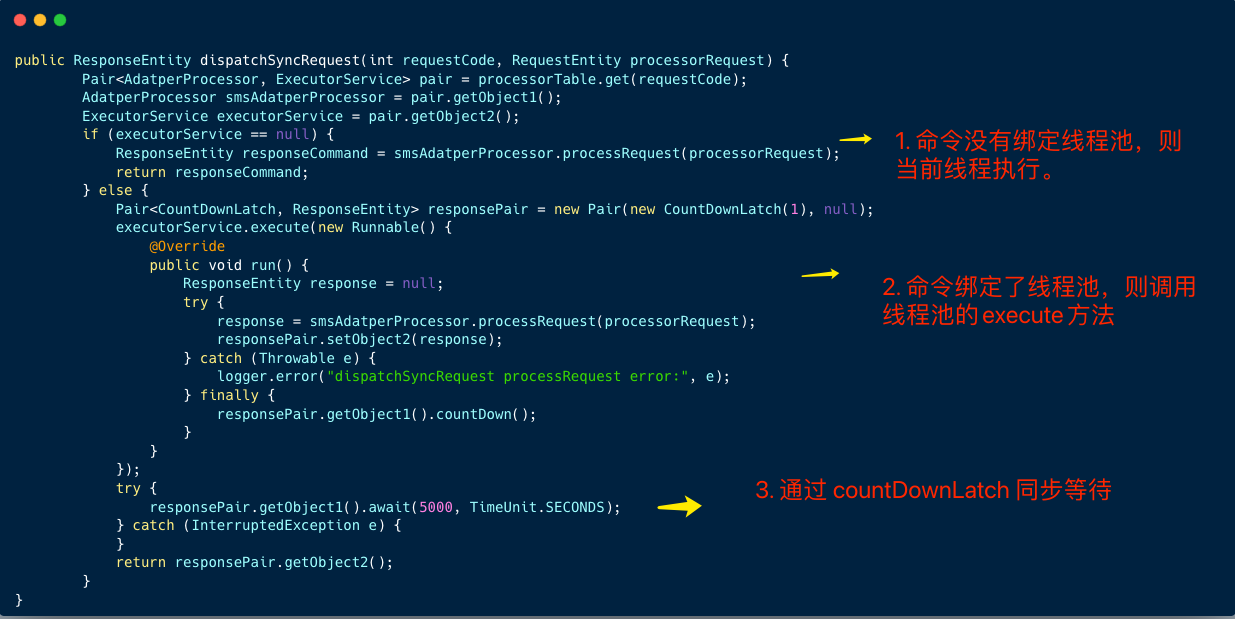 public ResponseEntity dispatchSyncRequest(int requestCode, RequestEntity processorRequest) {
Pair<AdatperProcessor, ExecutorService> pair = processorTable.get(requestCode);
AdatperProcessor smsAdatperProcessor = pair.getObject1();
ExecutorService executorService = pair.getObject2();
if (executorService == null) {
ResponseEntity responseCommand = smsAdatperProcessor.processRequest(processorRequest);
return responseCommand;
1. 命令没有绑定线程池，则
当前线程执行。
} else {
Pair<CountDownLatch, ResponseEntity> responsePair = new Pair(new CountDownLatch(1), null);
executorService.execute(new Runnable() {
@Override
public void run() {
ResponseEntity response = null;
try {
response = smsAdatperProcessor.processRequest(processorRequest);
responsePair.setObject2(response);
2. 命令绑定了线程池，则调用
线程池的execute方法
} catch (Throwable e) {
logger.error("dispatchSyncRequest processRequest error:", e);
} finally {
responsePair.getObject1().countDown();
}
}
});
try {
responsePair.getObject1().await(5000, TimeUnit.SECONDS);
3. 通过 countDownLatch 同步等待
} catch (InterruptedException e) {
}
return responsePair.getObject2();
}
}